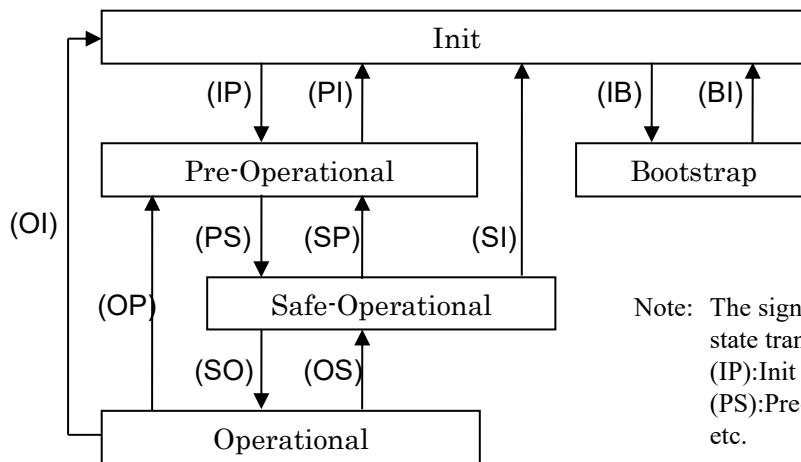 Init
(IP) (PI) (IB) (BI)
Pre-Operational Bootstrap
(OI) (PS) (SP) (SI)
(OP) Safe-Operational
Note: The sign
state tran
(IP):Init
(SO) (OS) (PS):Pre
etc.
Operational